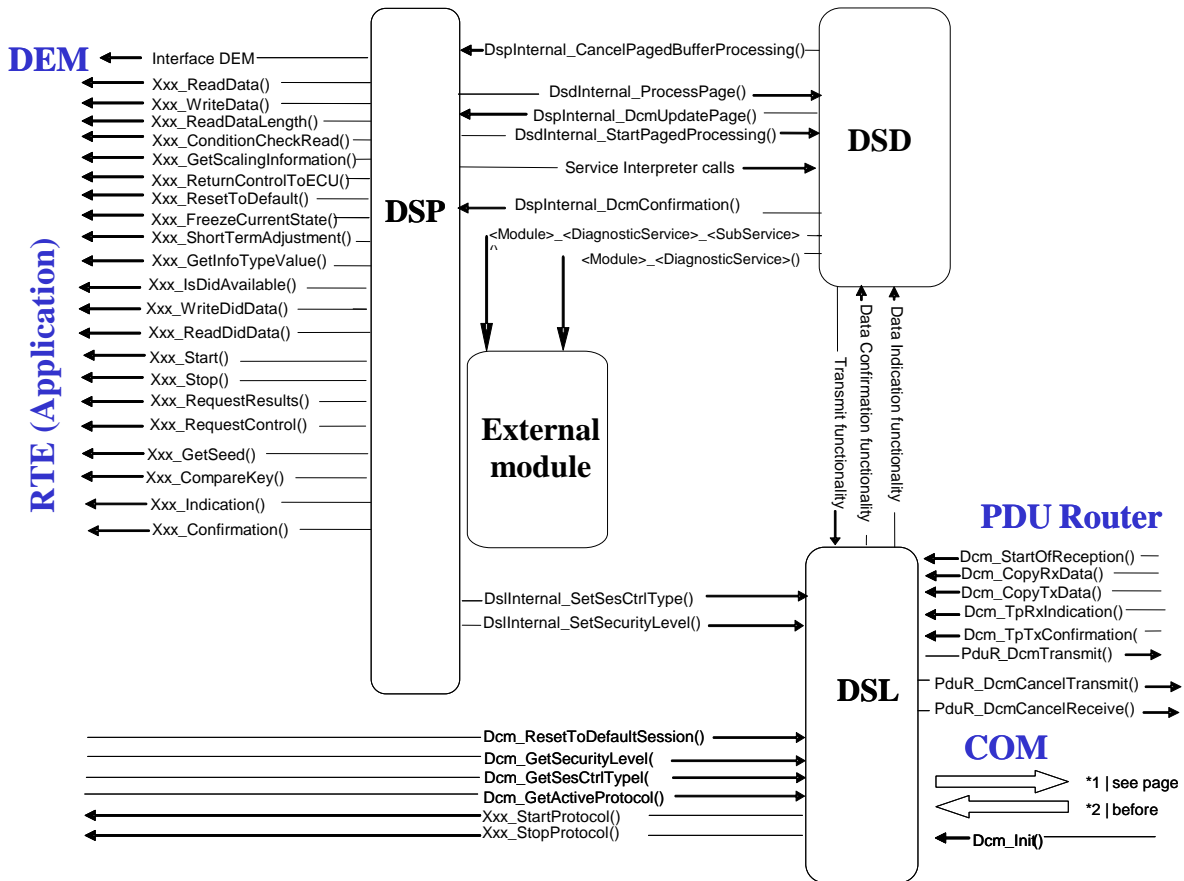 DEM
Interface DEM
Xxx_ReadData()
Xxx_WriteData()
Xxx_ReadDataLength()
Xxx_ConditionCheckRead()
Xxx_GetScalingInformation()
Xxx_ReturnControlToECU()
Xxx_ResetToDefault()
Xxx_FreezeCurrentState()
Xxx_ShortTermAdjustment()
Xxx_GetInfoTypeValue()
Xxx_IsDidAvailable()
Xxx_WriteDidData()
Xxx_ReadDidData()
Xxx_Start()
Xxx_Stop()
Xxx_RequestResults()
Xxx_RequestControl()
Xxx_GetSeed()
Xxx_CompareKey()
Xxx_Indication()
Xxx_Confirmation()
RTE (Application)
DSP
DspInternal_CancelPagedBufferProcessing()
DsdInternal_ProcessPage()
DspInternal_DcmUpdatePage()
DsdInternal_StartPagedProcessing()
Service Interpreter calls
DspInternal_DcmConfirmation()
<Module>_<DiagnosticService>_<SubService>
()
<Module>_<DiagnosticService>()
DSD
External
module
Transmit functionality
Data Confirmation functionality
Data Indication functionality
DslInternal_SetSesCtrlType()
DslInternal_SetSecurityLevel()
DSL
PDU Router
Dcm_StartOfReception()
Dcm_CopyRxData()
Dcm_CopyTxData()
Dcm_TpRxIndication()
Dcm_TpTxConfirmation(
PduR_DcmTransmit()
PduR_DcmCancelTransmit()
PduR_DcmCancelReceive()
COM
*1 | see page
*2 | before
Dcm_Init()
Dcm_ResetToDefaultSession()
Dcm_GetSecurityLevel(
Dcm_GetSesCtrlTypel(
Dcm_GetActiveProtocol()
Xxx_StartProtocol()
Xxx_StopProtocol()